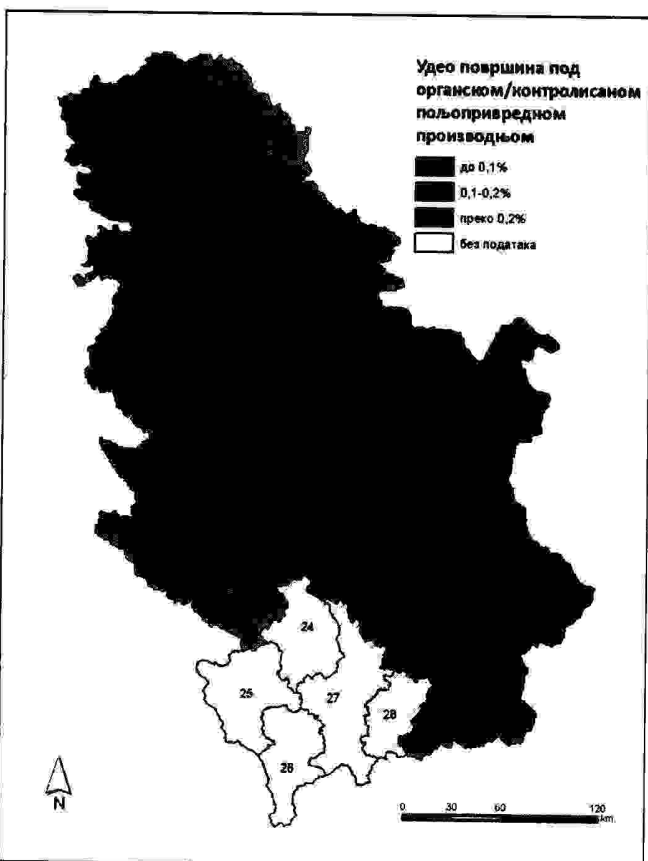 Удео површина под
органском/контролисаном
пољопривредном
производњом
до 0,1%
0,1-0,2%
преко 0,2%
без података
24
25
27
28
26
N
0 30 60 120
km